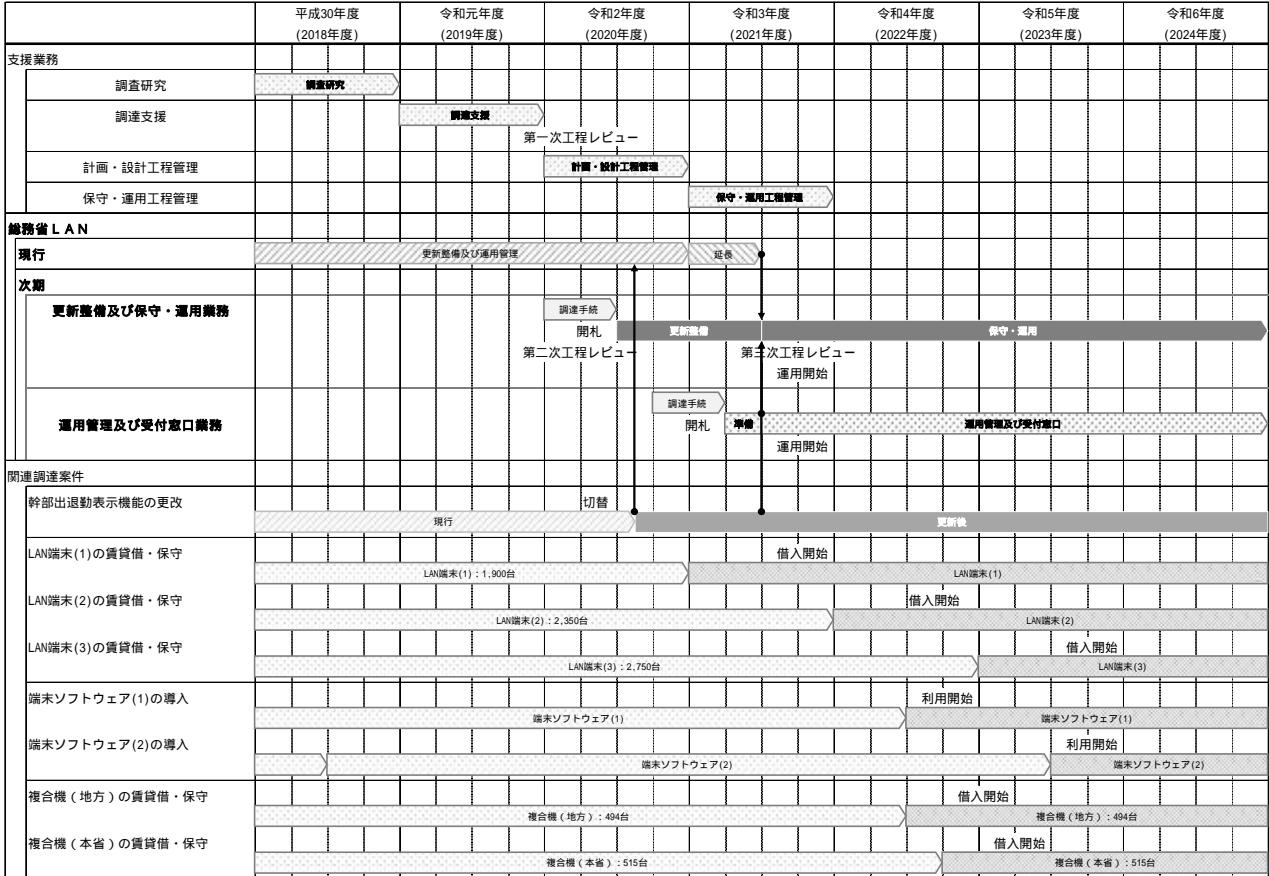 平成30年度 令和元年度 令和2年度 令和3年度 令和4年度 令和5年度 令和6年度
(2018年度) (2019年度) (2020年度) (2021年度) (2022年度) (2023年度) (2024年度)
支援業務
調査研究 調査研究
調達支援 調達支援
第一次工程レビュー
計画・設計工程管理 計画・設計工程管理
保守・運用工程管理 保守・運用工程管理
総務省LAN
現行 更新整備及び運用管理 延長
次期
更新整備及び保守・運用業務 調達手続
開札 更新整備 保守・運用
第二次工程レビュー 第三次工程レビュー
運用開始
調達手続
運用管理及び受付窓口業務 開札 準備 運用管理及び受付窓口
運用開始
関連調達案件
幹部出退勤表示機能の更改 切替
現行 更新後
LAN端末(1)の賃貸借・保守 借入開始
LAN端末(1):1,900台 LAN端末(1)
LAN端末(2)の賃貸借・保守 借入開始
LAN端末(2):2,350台 LAN端末(2)
LAN端末(3)の賃貸借・保守 借入開始
LAN端末(3):2,750台 LAN端末(3)
端末ソフトウェア(1)の導入 利用開始
端末ソフトウェア(1) 端末ソフトウェア(1)
端末ソフトウェア(2)の導入 利用開始
端末ソフトウェア(2) 端末ソフトウェア(2)
複合機(地方)の賃貸借・保守 借入開始
複合機(地方):494台 複合機(地方):494台
複合機(本省)の賃貸借・保守 借入開始
複合機(本省):515台 複合機(本省):515台